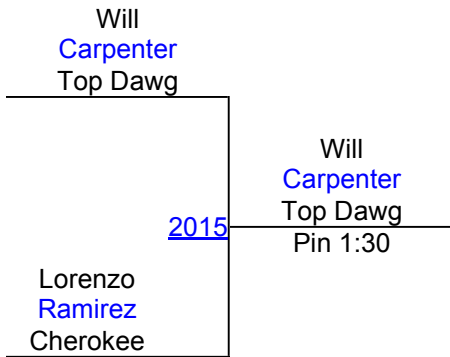 Will
Carpenter
Top Dawg
Will
Carpenter
Top Dawg
2015
Pin 1:30
Lorenzo
Ramirez
Cherokee